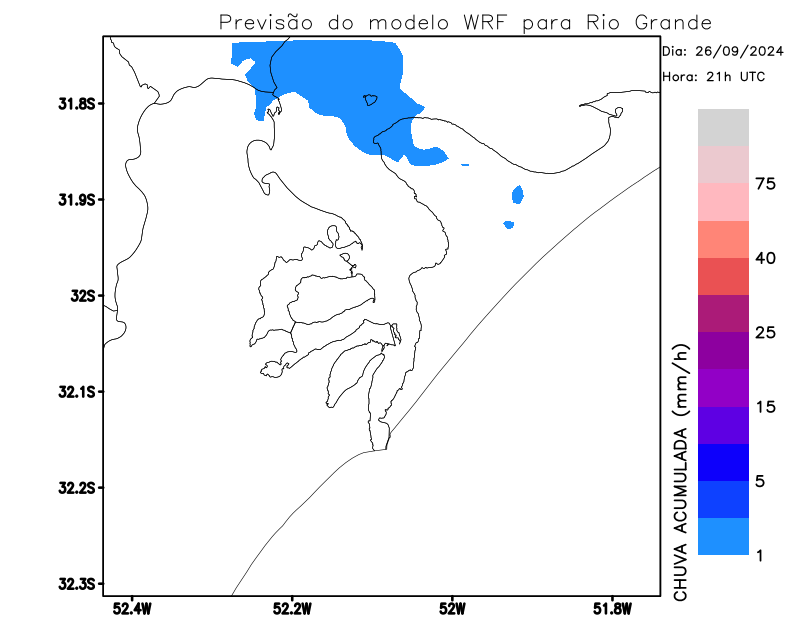 Previsão do modelo WRF para Rio Grande
Dia: 26/09/2024
Hora: 21h UTC
31.8S
31.9S
32S
32.1S
32.2S
32.3S
52.4W
52.2W
52W
51.8W
75
40
25
15
5
1
CHUVA ACUMULADA (mm/h)